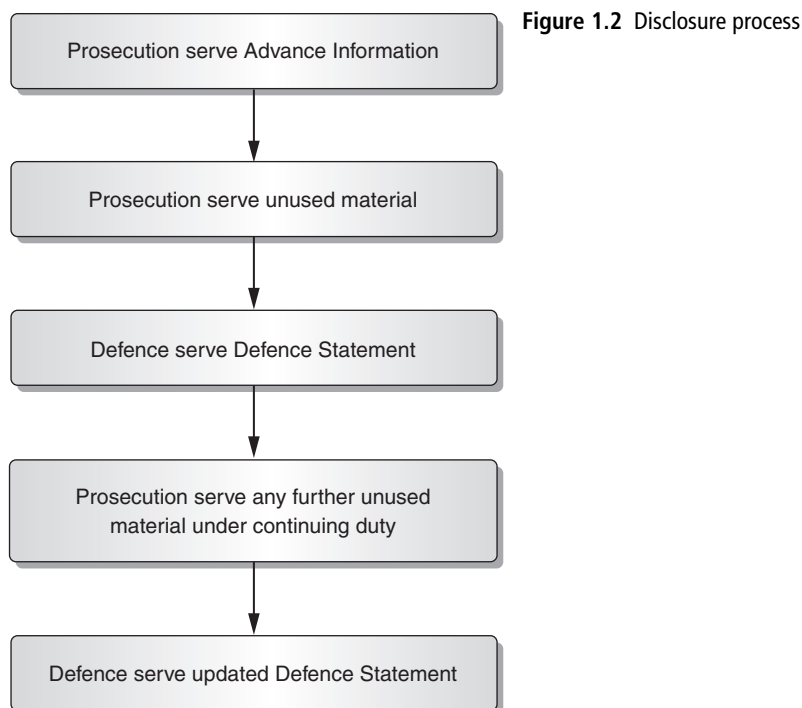 Figure 1.2 Disclosure process
Prosecution serve Advance Information
Prosecution serve unused material
Defence serve Defence Statement
Prosecution serve any further unused
material under continuing duty
Defence serve updated Defence Statement